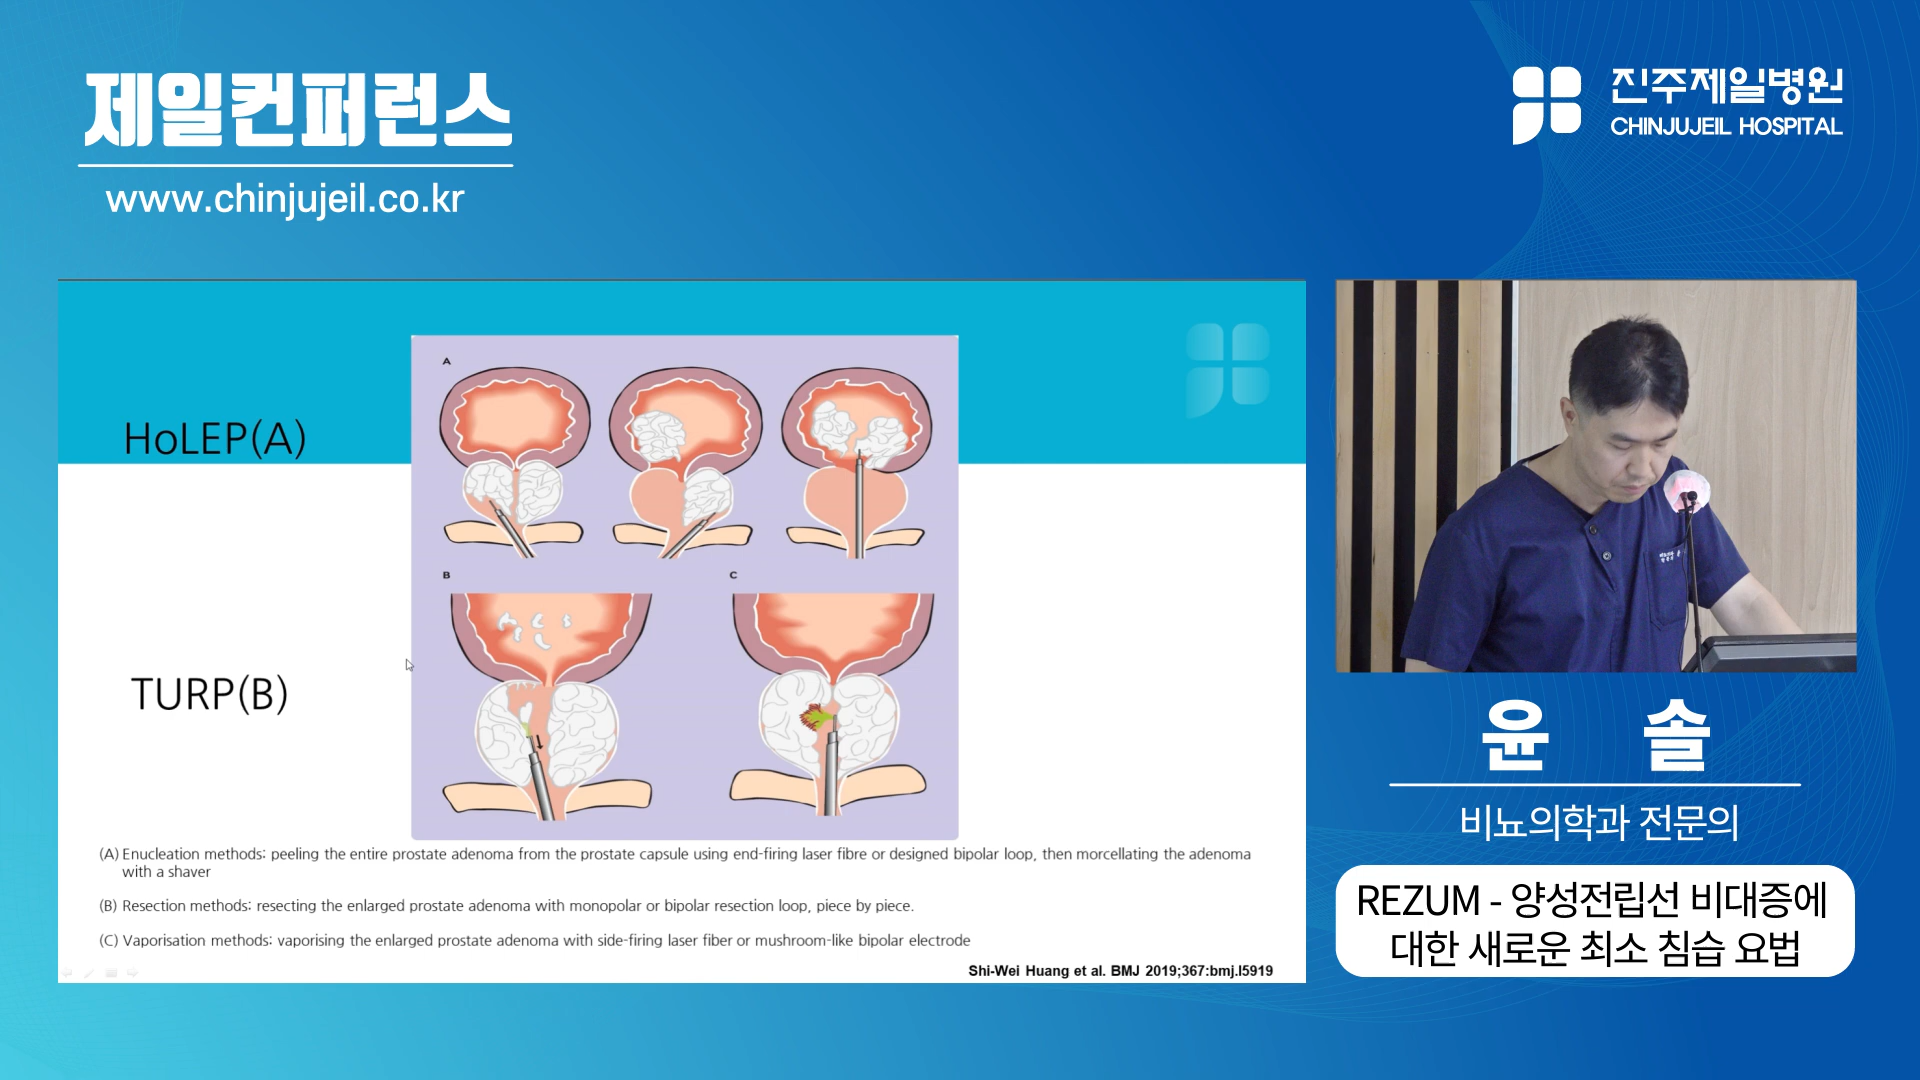 제일컨퍼런스
www.chinjujeil.co.kr
진주제일병원
CHINJUJEIL HOSPITAL
HoLEP(A)
TURP(B)
A
B
C
(A) Enucleation methods: peeling the entire prostate adenoma from the prostate capsule using end-firing laser fibre or designed bipolar loop, then morcellating the adenoma
with a shaver
(B) Resection methods: resecting the enlarged prostate adenoma with monopolar or bipolar resection loop, piece by piece.
(C) Vaporisation methods: vaporising the enlarged prostate adenoma with side-firing laser fiber or mushroom-like bipolar electrode
Shi-Wei Huang et al. BMJ 2019;367:bmj.l5919
윤 솔
비뇨의학과 전문의
REZUM - 양성전립선 비대증에
대한 새로운 최소 침습 요법